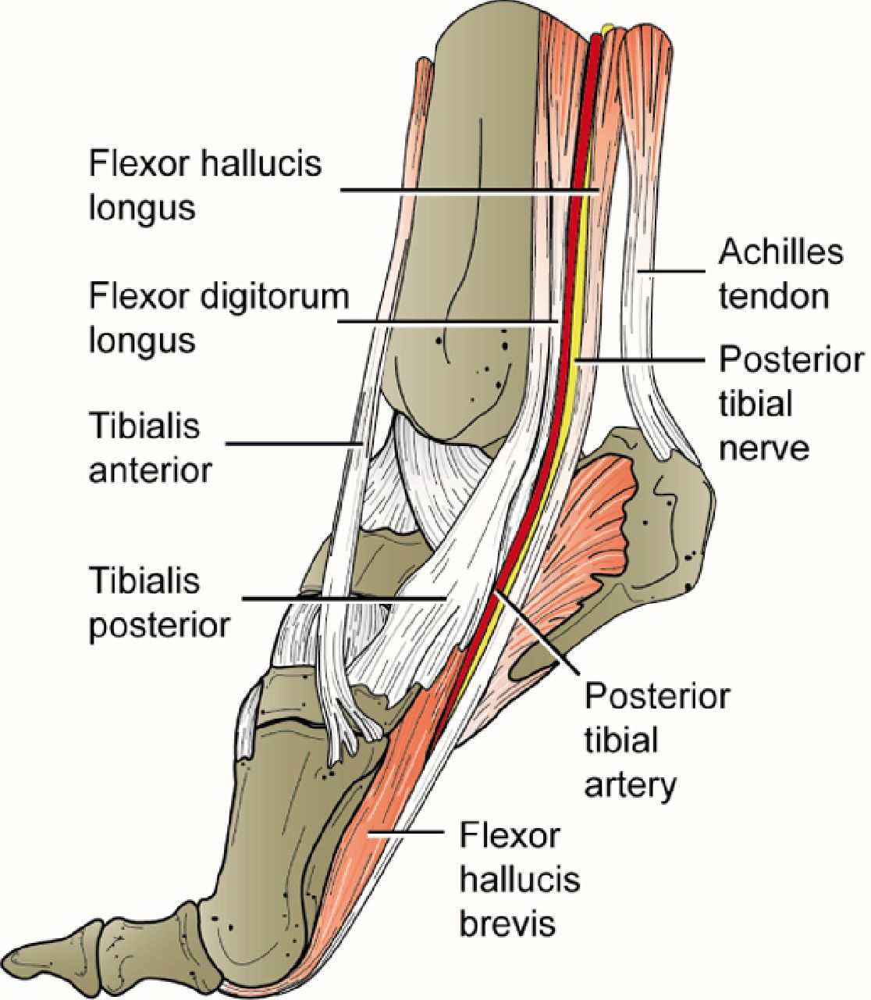 Flexor hallucis
longus
Flexor digitorum
longus
Tibialis
anterior
Tibialis
posterior
Achilles
tendon
Posterior
tibial
nerve
Posterior
tibial
artery
Flexor
hallucis
brevis